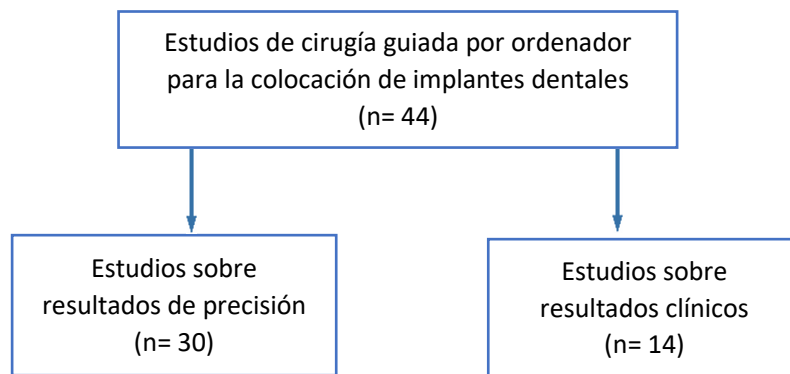 Estudios de cirugía guiada por ordenador
para la colocación de implantes dentales
(n= 44)
Estudios sobre
resultados de precisión
(n= 30)
Estudios sobre
resultados clínicos
(n= 14)